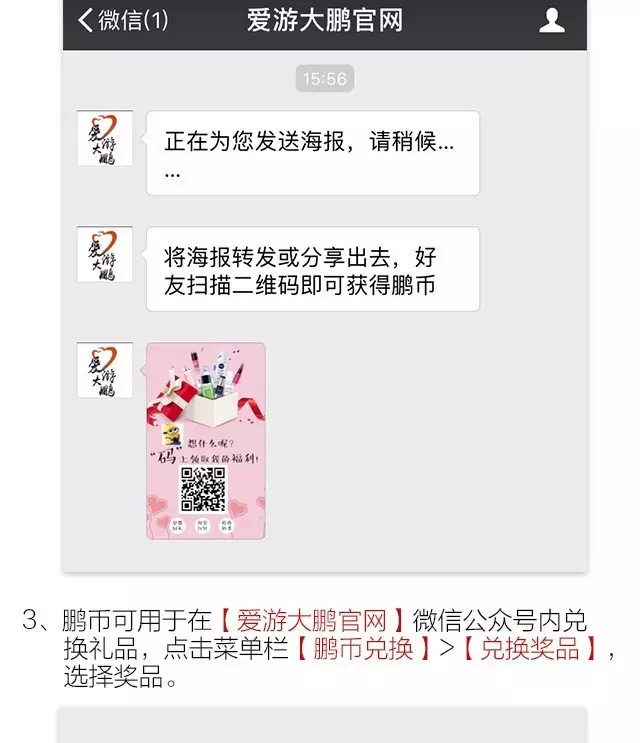 微信(1)
爱游大鹏官网
15:56
爱游大鹏
正在为您发送海报，请稍候...
...
爱游大鹏
将海报转发或分享出去，好
友扫描二维码即可获得鹏币
爱游大鹏
想什么呢？
“码”上领取我的福利！
3、鹏币可用于在【爱游大鹏官网】微信公众号内兑
换礼品，点击菜单栏【鹏币兑换】>【兑换奖品】，
选择奖品。